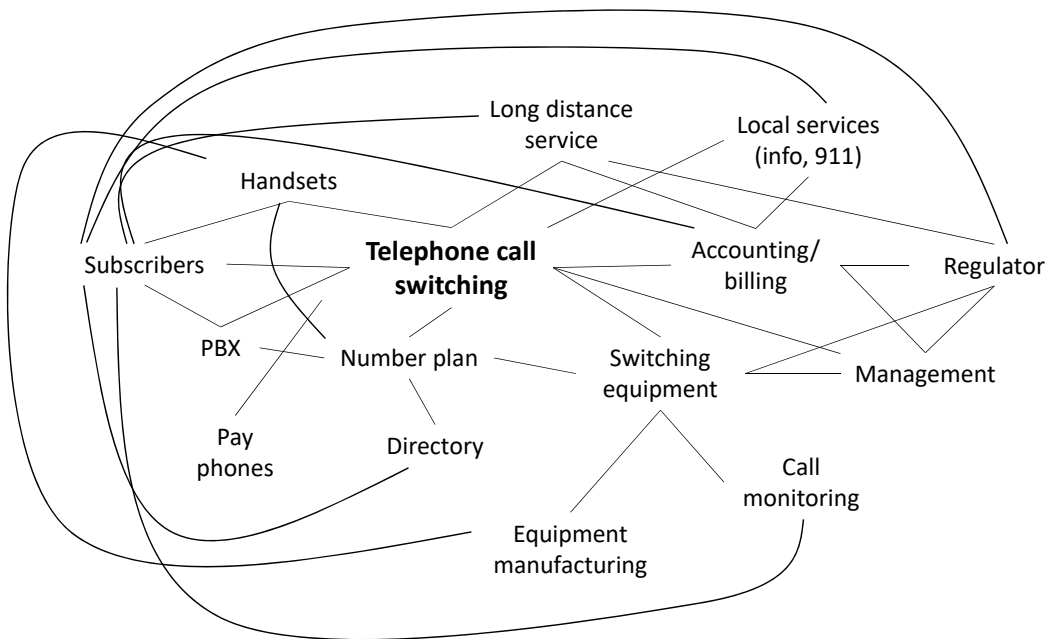 Long distance
service
Local services
(info, 911)
Handsets
Subscribers
Telephone call
switching
Accounting/
billing
Regulator
PBX
Number plan
Switching
equipment
Management
Pay
phones
Directory
Call
monitoring
Equipment
manufacturing